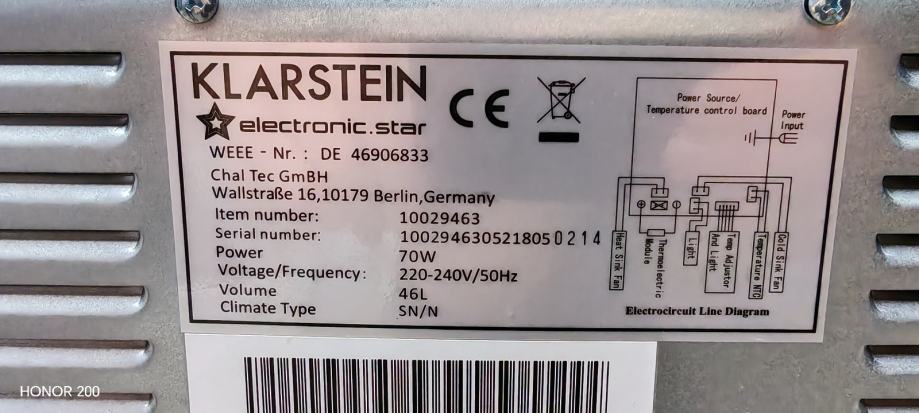 KLARSTEIN
electronic.star
CE
WEEE - Nr. : DE 46906833
Chal Tec GmBH
Wallstraße 16,10179 Berlin,Germany
Item number: 10029463
Serial number: 1002946305218050214
Power 70W
Voltage/Frequency: 220-240V/50Hz
Volume 46L
Climate Type SN/N
Power Source/
Temperature control board
Power
Input
Heat Sink Fan
Thermoelectric
Module
Light
Temp Adjustor
And Light
Temperature NTC
Cold Sink Fan
Electrocircuit Line Diagram
HONOR 200